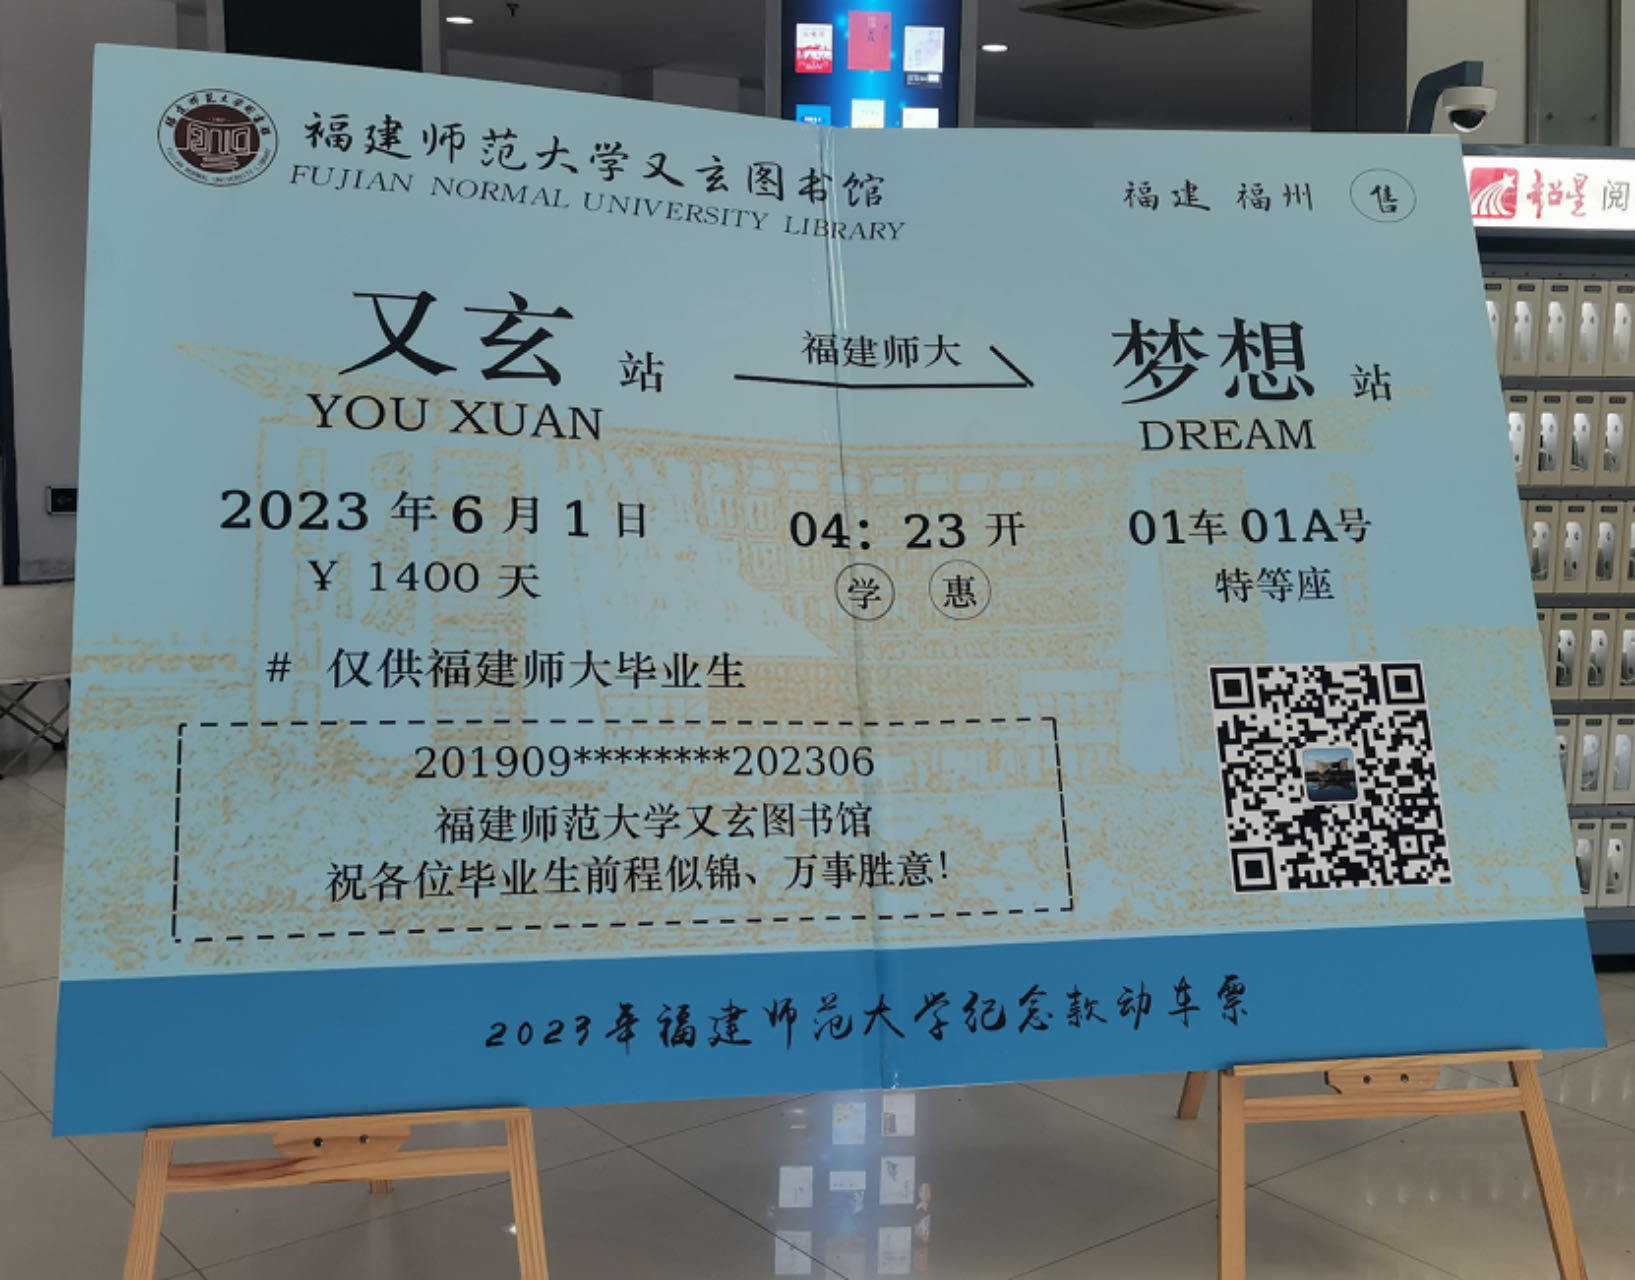 福建师范大学又玄图书馆
FUJIAN NORMAL UNIVERSITY LIBRARY
福建 福州 售
又玄 站
YOU XUAN
福建师大
梦想 站
DREAM
2023 年 6 月 1 日 04: 23 开 01车 01A号
¥ 1400 天 学 惠 特等座
# 仅供福建师大毕业生
201909********202306
福建师范大学又玄图书馆
祝各位毕业生前程似锦、万事胜意!
2023年福建师范大学纪念款动车票
超星 阅